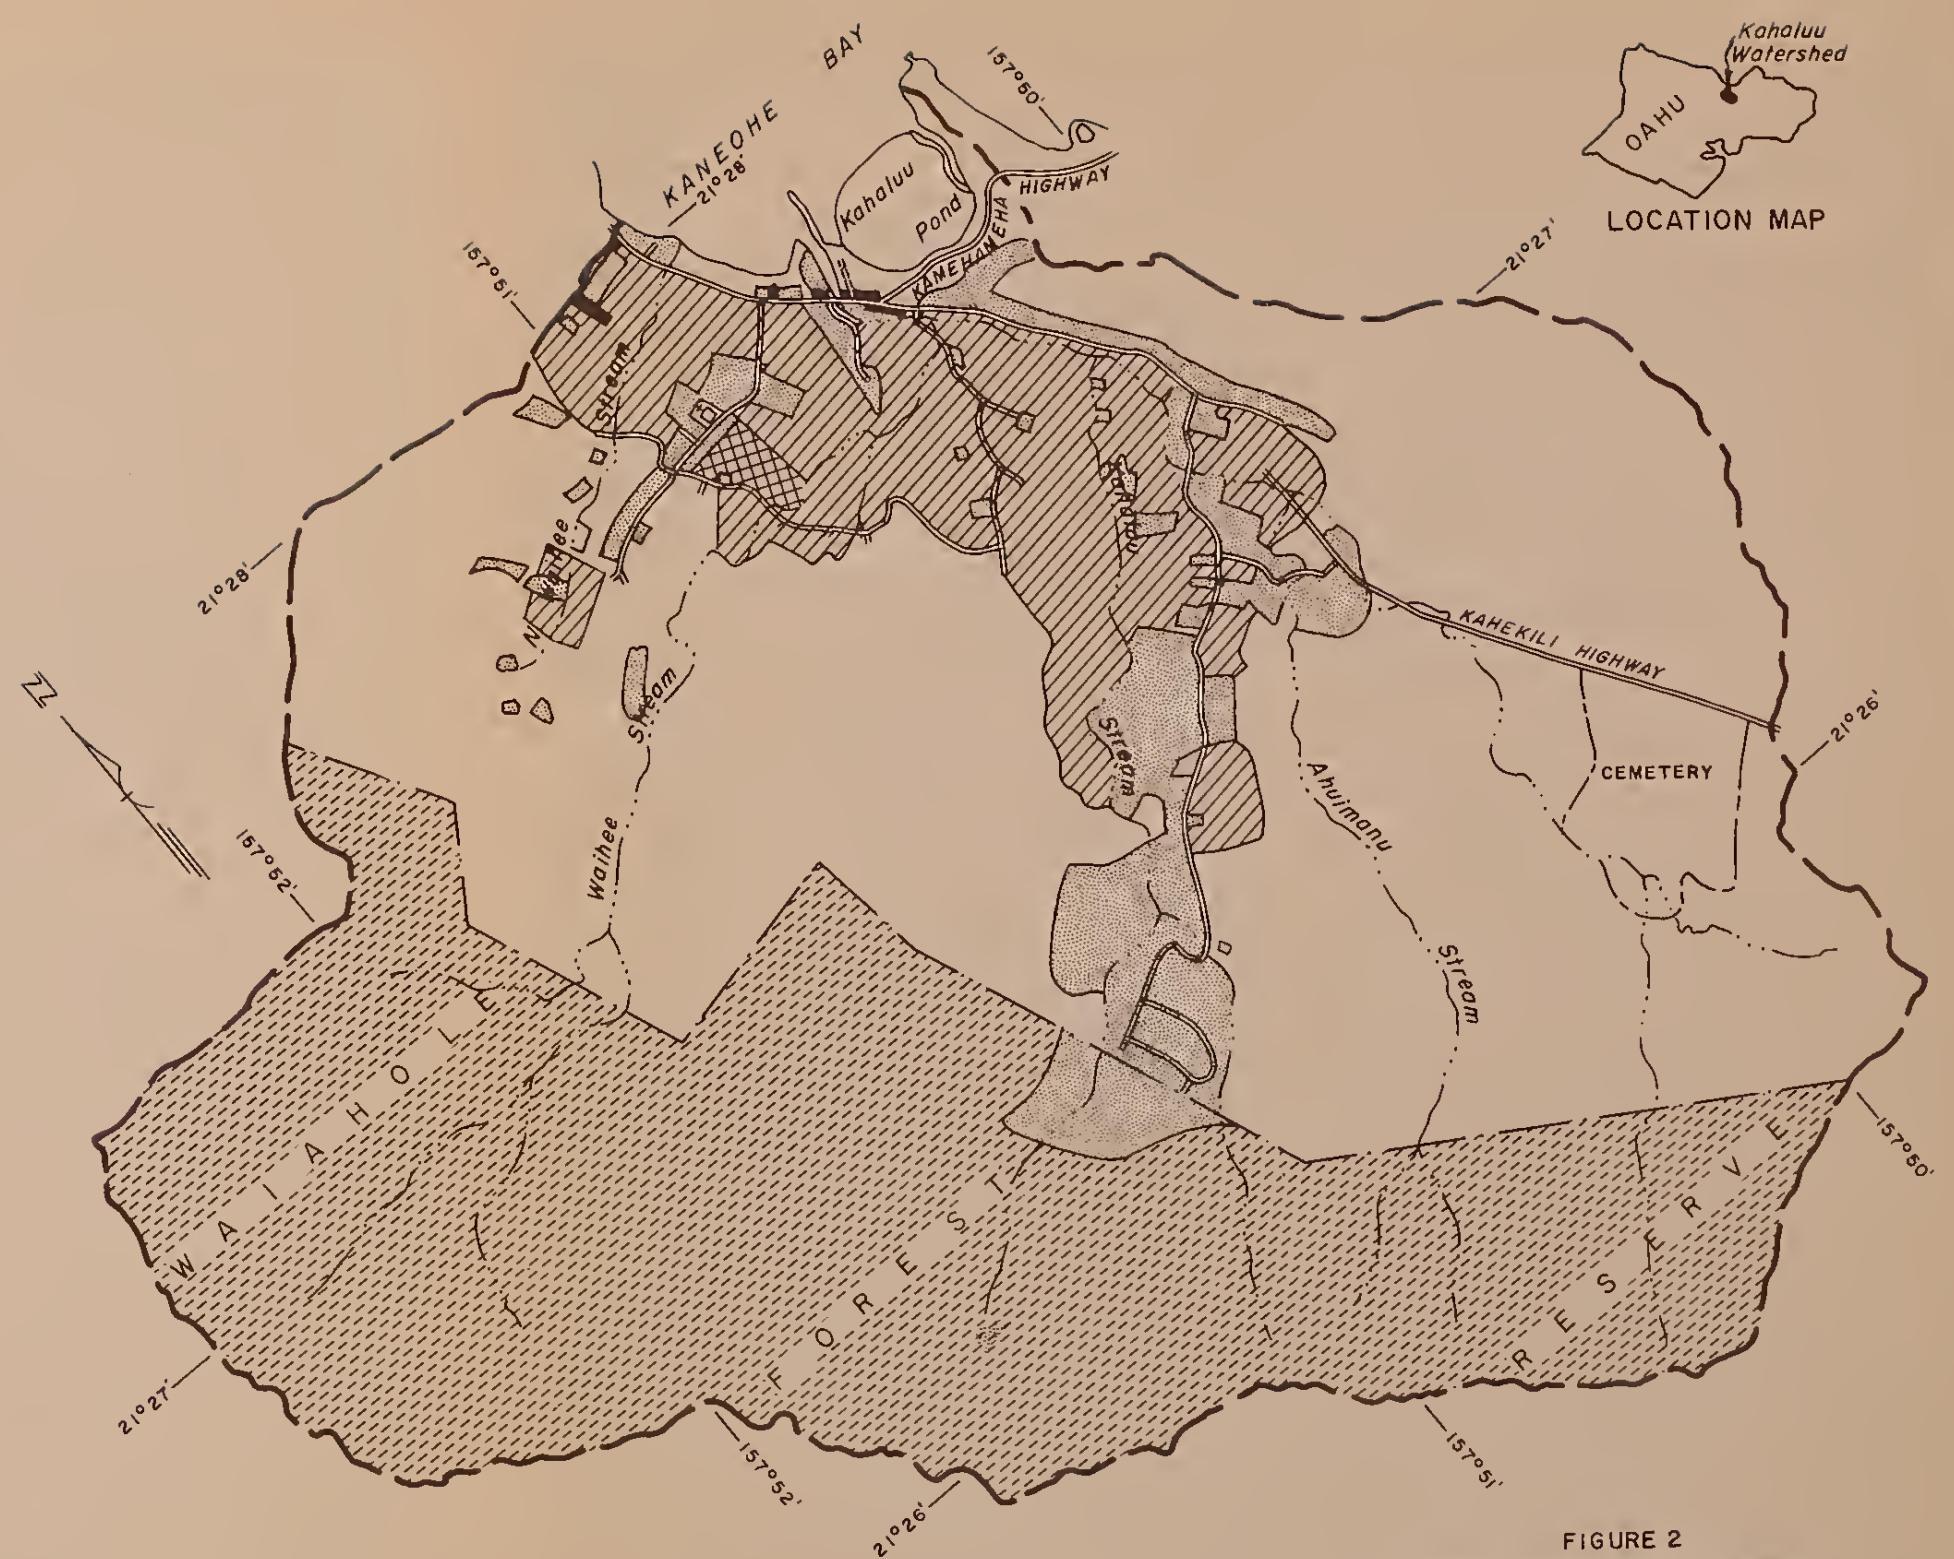 Kahaluu
Watershed
OAHU
LOCATION MAP
KANEOHE BAY
157°50'
21°28'
Kahaluu
Pond
KAMEHAMEHA HIGHWAY
157°51'
21°27'
Stream
Kahaluu
Stream
21°28'
N. Waihee
Stream
Waihee
KAHEKILI HIGHWAY
21°26'
CEMETERY
Ahuimanu
Stream
157°52'
WAIAHOLE
FOREST
RESERVE
157°50'
21°27'
157°52'
21°26'
157°51'
FIGURE 2